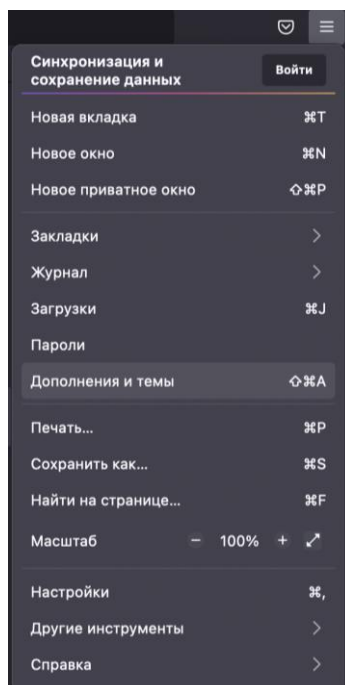 Синхронизация и
сохранение данных
Войти
Новая вкладка ⌘T
Новое окно ⌘N
Новое приватное окно ⇧⌘P
Закладки
Журнал
Загрузки ⌘J
Пароли
Дополнения и темы ⇧⌘A
Печать... ⌘P
Сохранить как... ⌘S
Найти на странице... ⌘F
Масштаб − 100% +
Настройки ⌘,
Другие инструменты
Справка